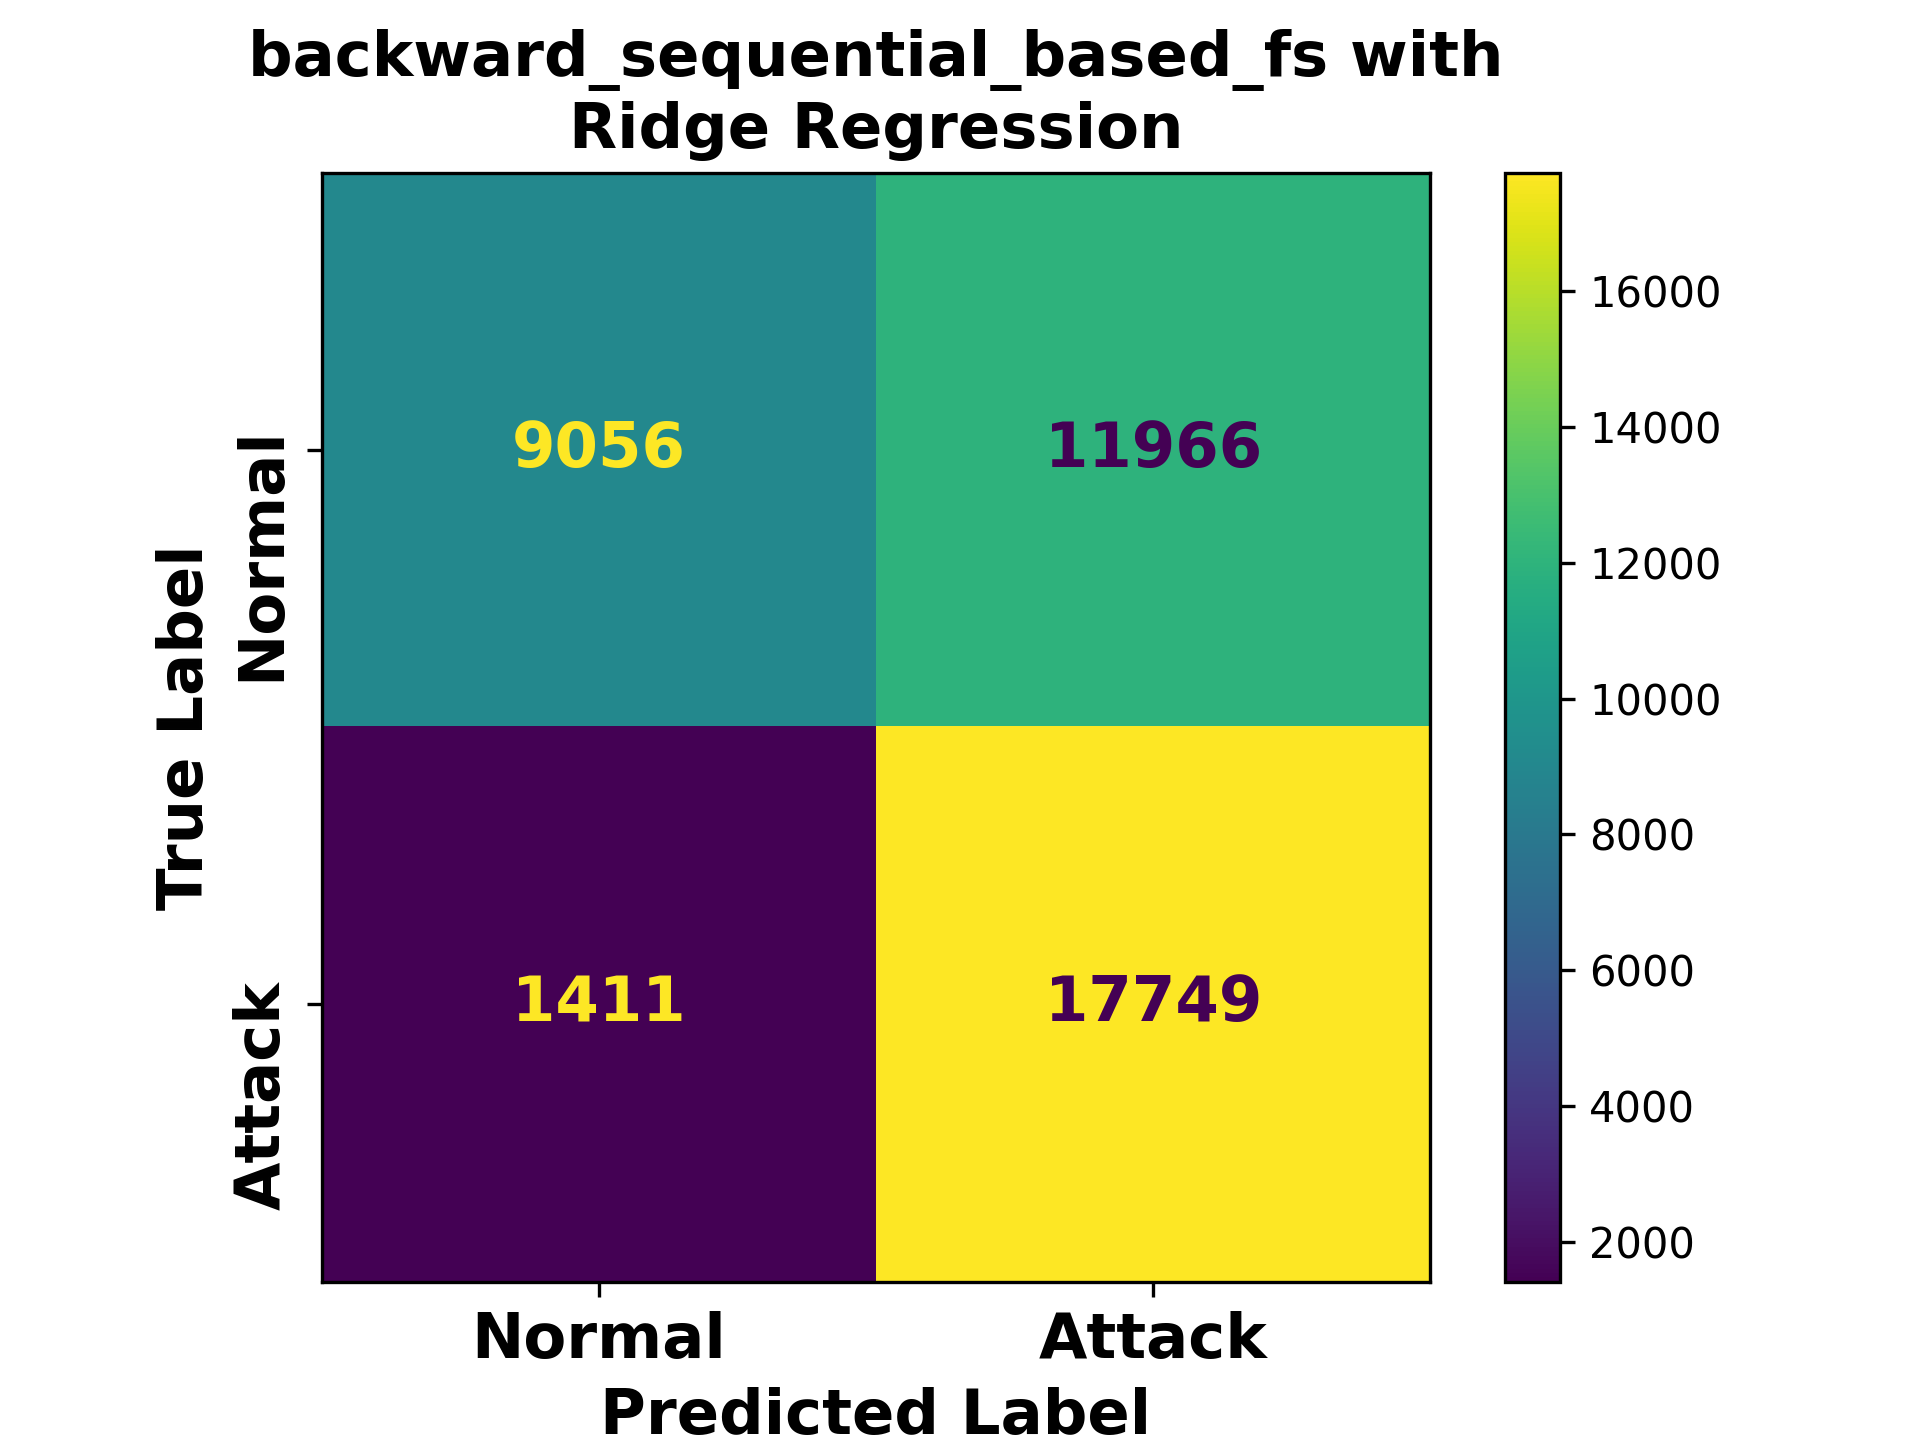 backward_sequential_based_fs with
Ridge Regression
True Label
Normal
Attack
9056
11966
1411
17749
Normal
Attack
Predicted Label
16000
14000
12000
10000
8000
6000
4000
2000